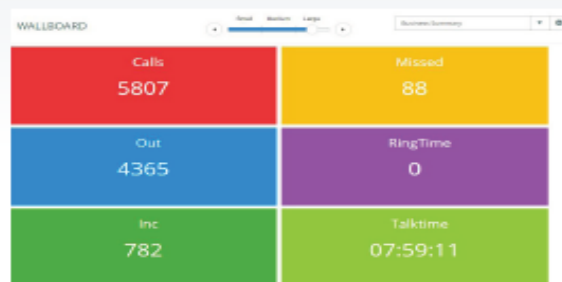 WALLBOARD
Small Medium Large
Business Summary
Calls
5807
Missed
88
Out
4365
RingTime
0
Inc
782
Talktime
07:59:11